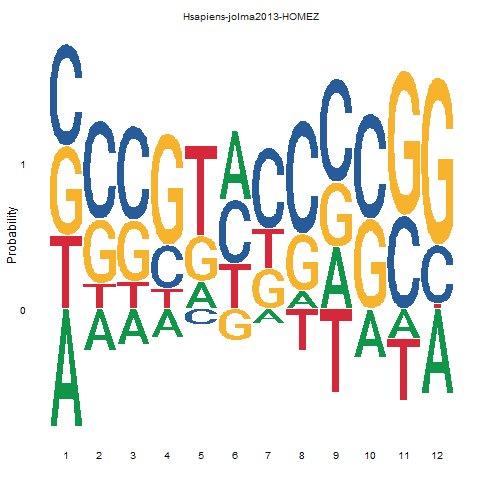 Hsapiens-jolma2013-HOMEZ
Probability
1
0
C C C G T A C C C C G G
G G G C G C T G G G C C
T T T T A T G A A A A T
A A A A C G A T T T A
1 2 3 4 5 6 7 8 9 10 11 12